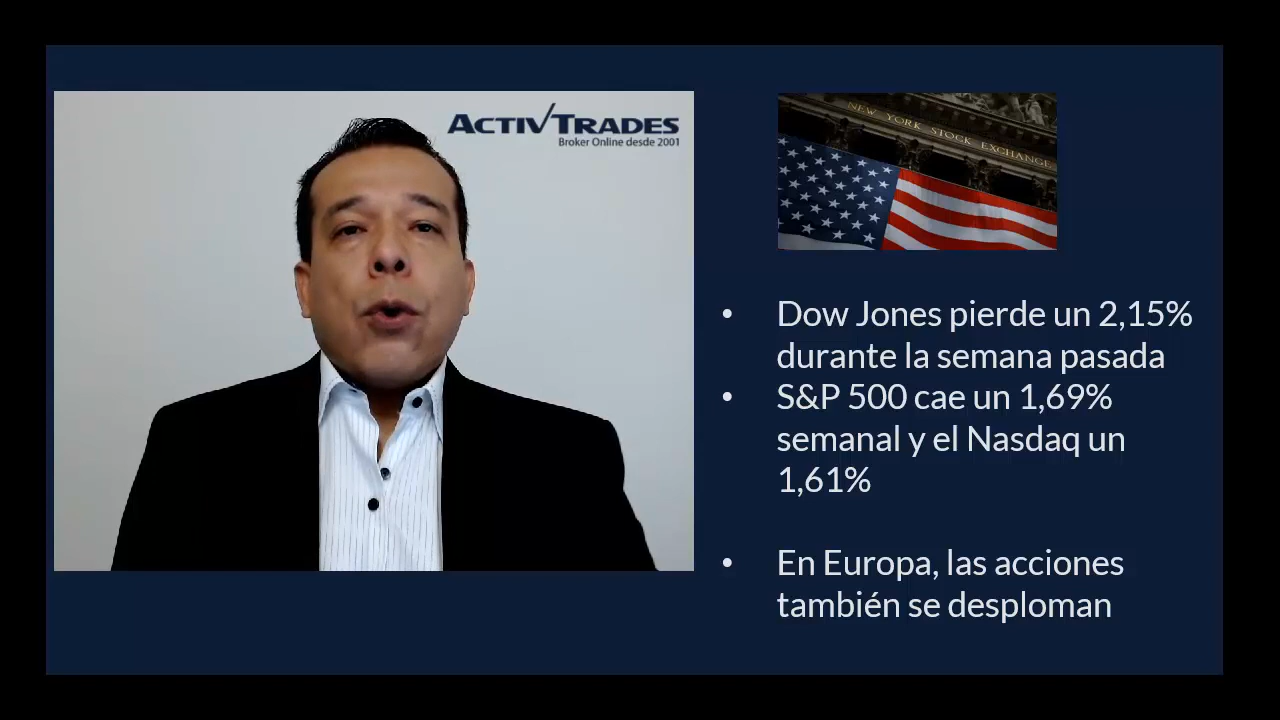 ACTIVTRADES
Broker Online desde 2001
NEW YORK STOCK EXCHANGE
• Dow Jones pierde un 2,15%
durante la semana pasada
• S&P 500 cae un 1,69%
semanal y el Nasdaq un
1,61%
• En Europa, las acciones
también se desploman